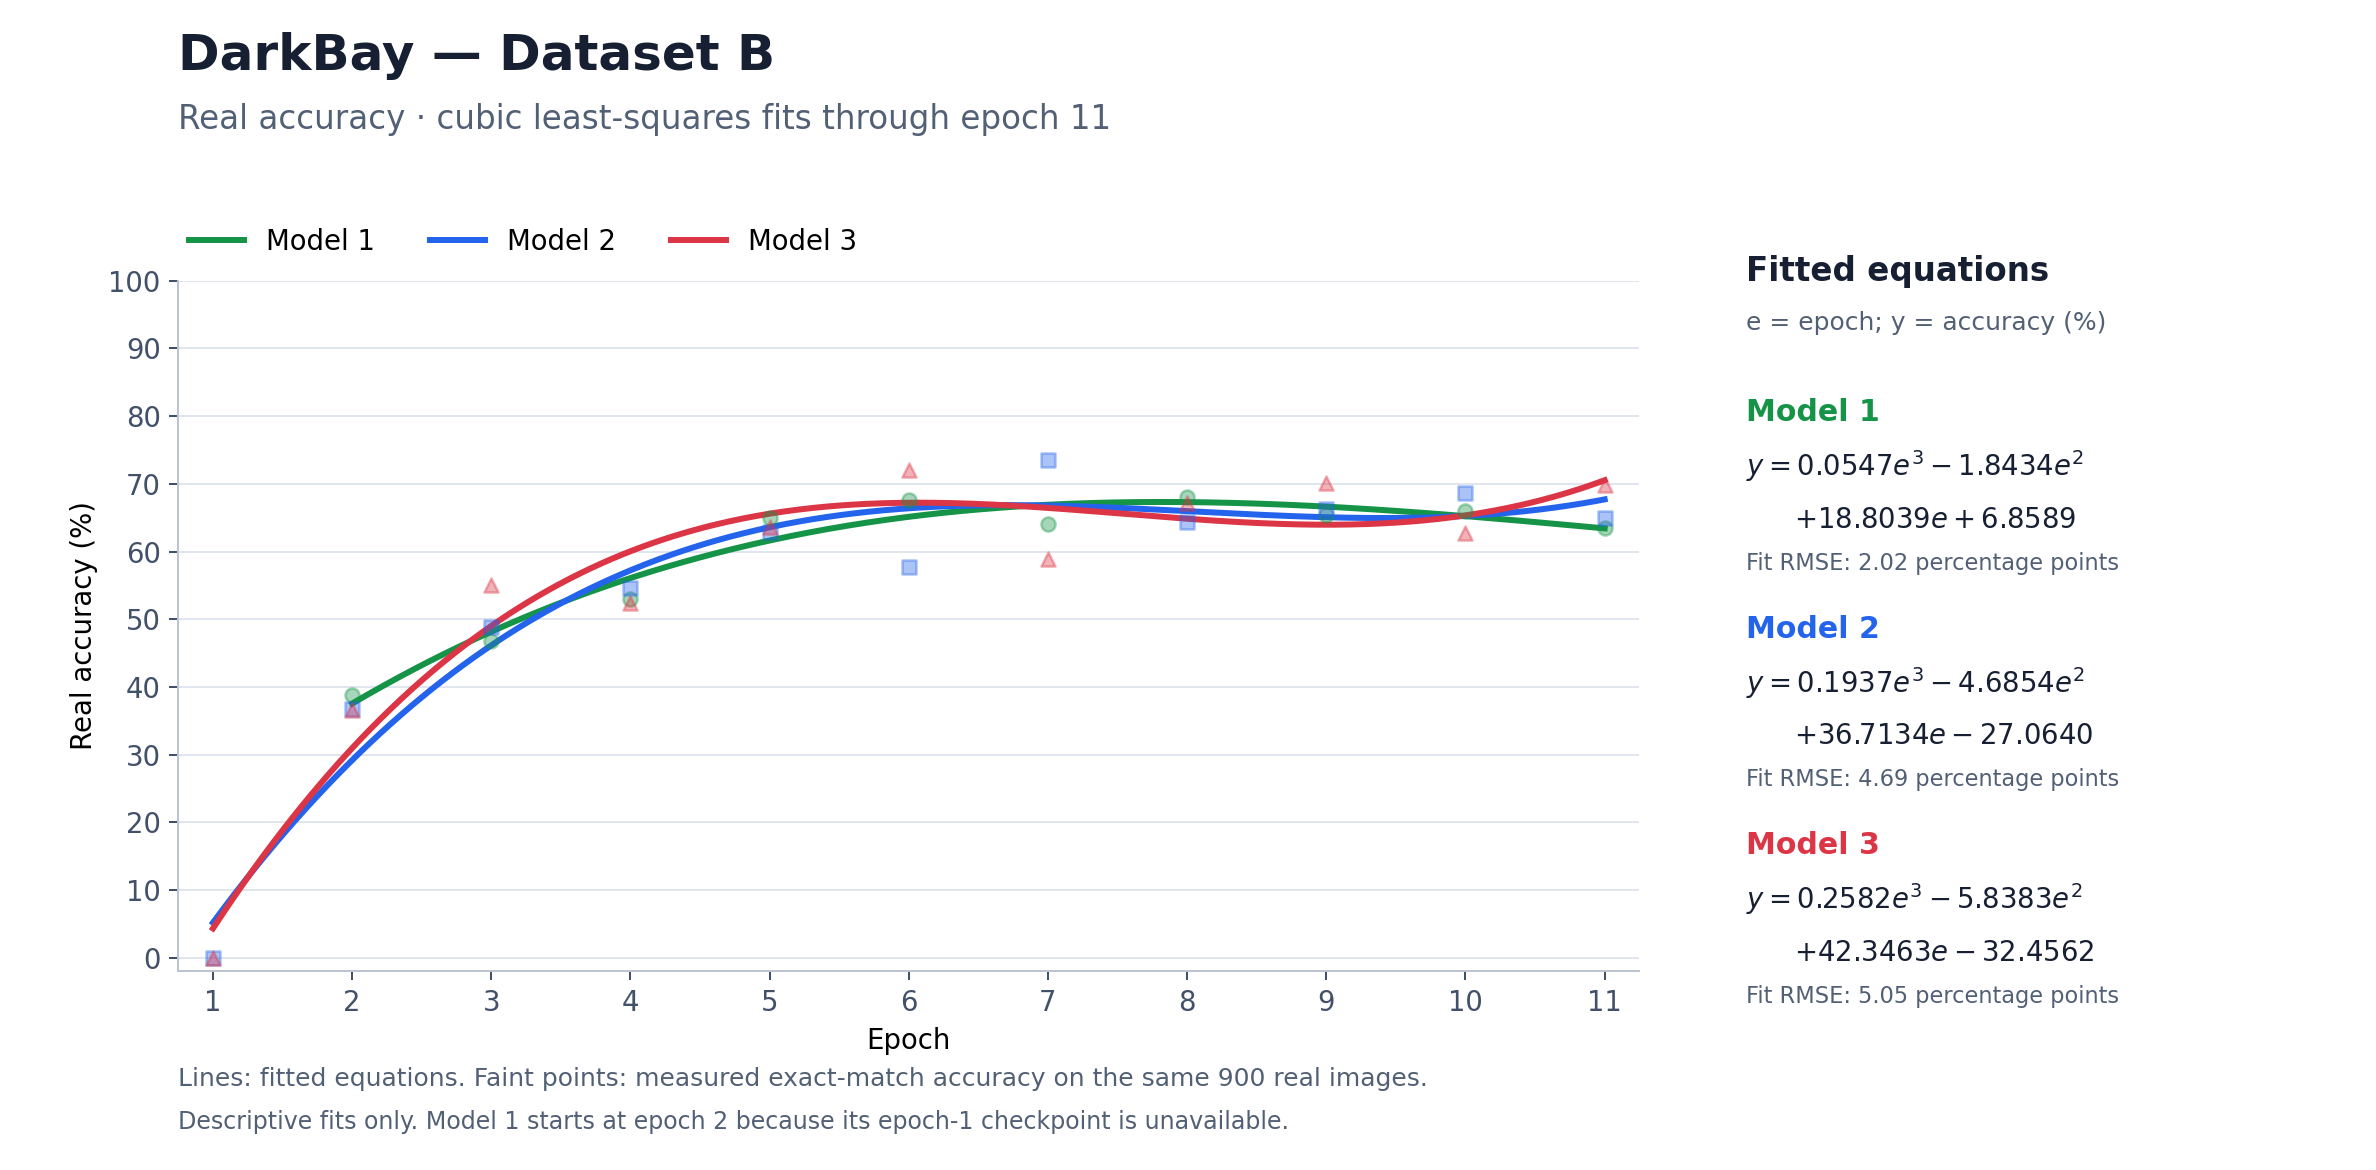 DarkBay — Dataset B
Real accuracy · cubic least-squares fits through epoch 11
Model 1
Model 2
Model 3
100
90
80
70
60
50
40
30
20
10
0
Real accuracy (%)
1 2 3 4 5 6 7 8 9 10 11
Epoch
Lines: fitted equations. Faint points: measured exact-match accuracy on the same 900 real images.
Descriptive fits only. Model 1 starts at epoch 2 because its epoch-1 checkpoint is unavailable.
Fitted equations
e = epoch; y = accuracy (%)
Model 1
y = 0.0547e³ − 1.8434e²
+18.8039e + 6.8589
Fit RMSE: 2.02 percentage points
Model 2
y = 0.1937e³ − 4.6854e²
+36.7134e − 27.0640
Fit RMSE: 4.69 percentage points
Model 3
y = 0.2582e³ − 5.8383e²
+42.3463e − 32.4562
Fit RMSE: 5.05 percentage points